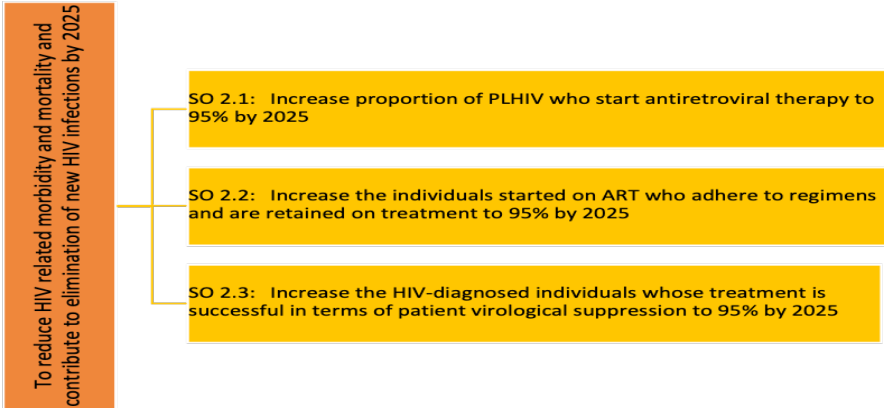 To reduce HIV related morbidity and mortality and
contribute to elimination of new HIV infections by 2025
SO 2.1: Increase proportion of PLHIV who start antiretroviral therapy to
95% by 2025
SO 2.2: Increase the individuals started on ART who adhere to regimens
and are retained on treatment to 95% by 2025
SO 2.3: Increase the HIV-diagnosed individuals whose treatment is
successful in terms of patient virological suppression to 95% by 2025